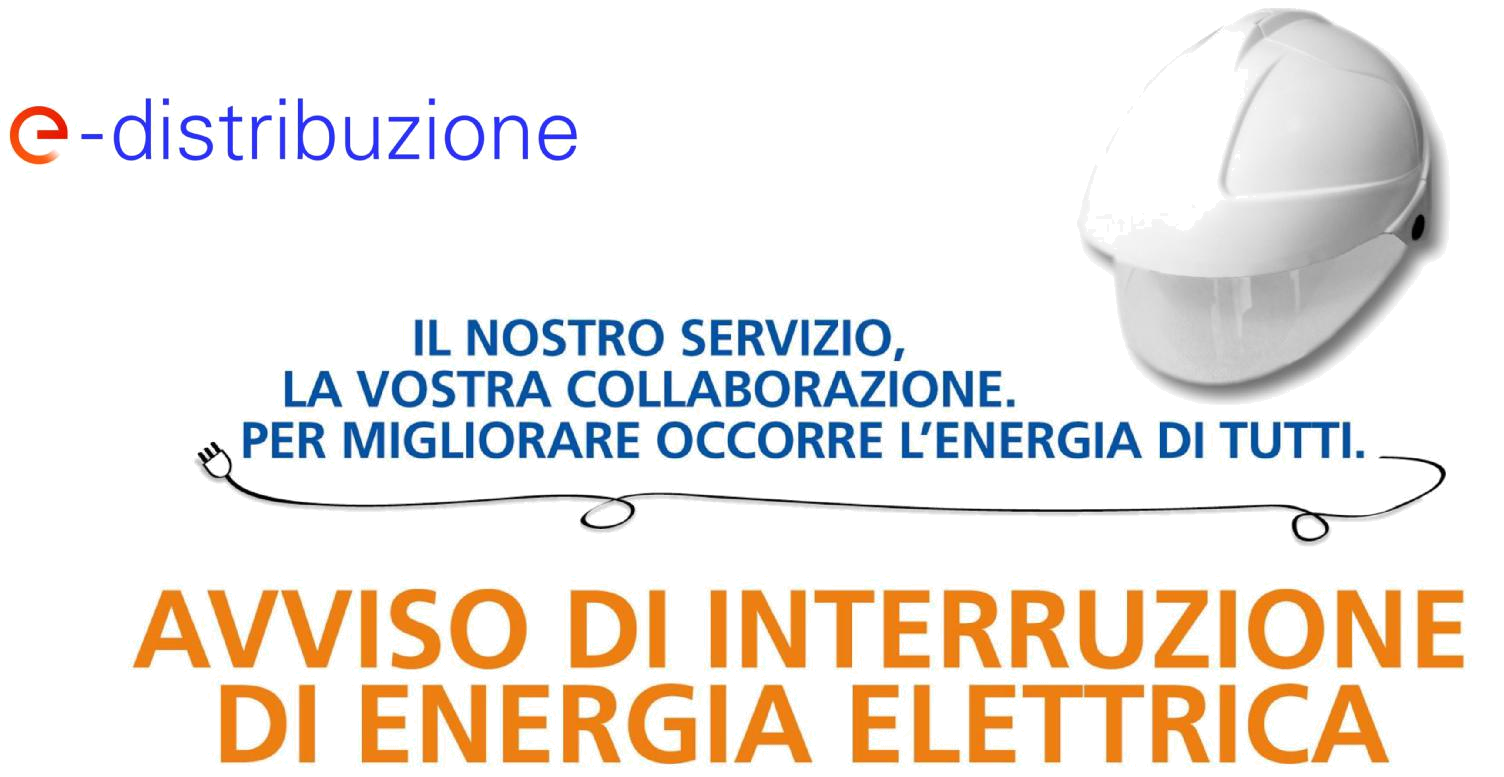 e-distribuzione
IL NOSTRO SERVIZIO,
LA VOSTRA COLLABORAZIONE.
PER MIGLIORARE OCCORRE L'ENERGIA DI TUTTI.
AVVISO DI INTERRUZIONE
DI ENERGIA ELETTRICA